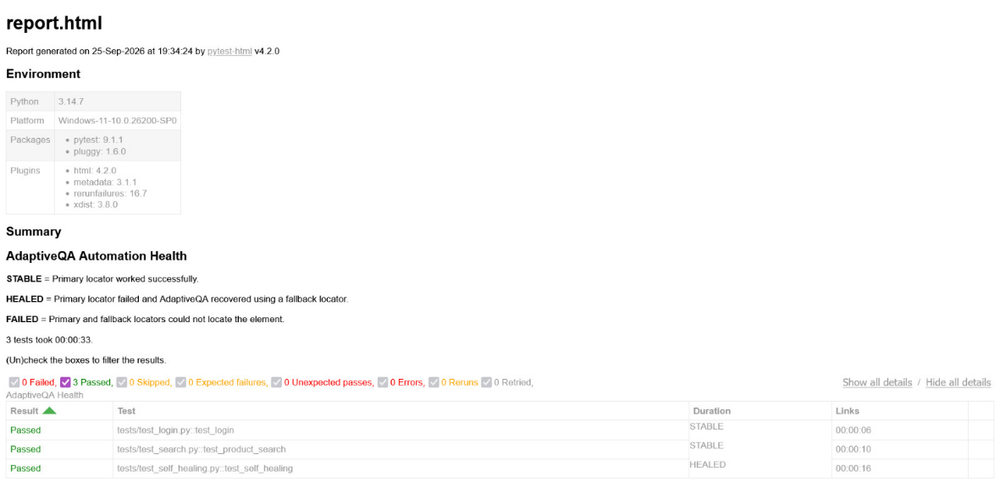 report.html
Report generated on 25-Sep-2026 at 19:34:24 by pytest-html v4.2.0
Environment
Python 3.14.7
Platform Windows-11-10.0.26200-SP0
Packages • pytest: 9.1.1
• pluggy: 1.6.0
Plugins • html: 4.2.0
• metadata: 3.1.1
• rerunfailures: 16.7
• xdist: 3.8.0
Summary
AdaptiveQA Automation Health
STABLE = Primary locator worked successfully.
HEALED = Primary locator failed and AdaptiveQA recovered using a fallback locator.
FAILED = Primary and fallback locators could not locate the element.
3 tests took 00:00:33.
(Un)check the boxes to filter the results.
0 Failed, 3 Passed, 0 Skipped, 0 Expected failures, 0 Unexpected passes, 0 Errors, 0 Reruns 0 Retried, Show all details / Hide all details
AdaptiveQA Health
Result Test Duration Links
Passed tests/test_login.py::test_login STABLE 00:00:06
Passed tests/test_search.py::test_product_search STABLE 00:00:10
Passed tests/test_self_healing.py::test_self_healing HEALED 00:00:16